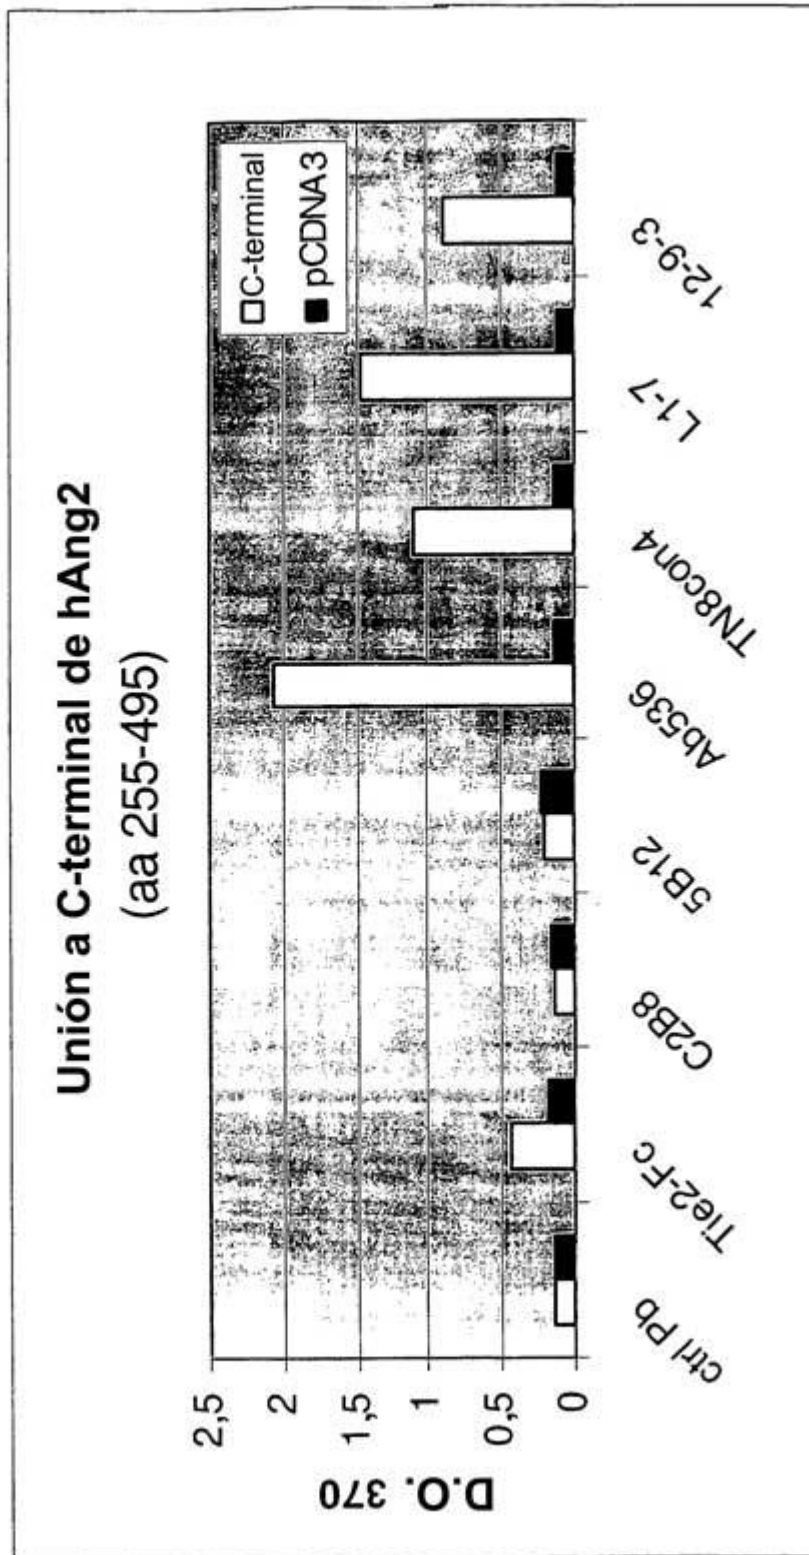 Unión a C-terminal de hAng2
(aa 255-495)
C-terminal
pCDNA3
D.O. 370
2,5
2
1,5
1
0,5
0
ctrl Pb
Tie2-Fc
C2B8
5B12
Ab536
TN8con4
L1-7
12-9-3